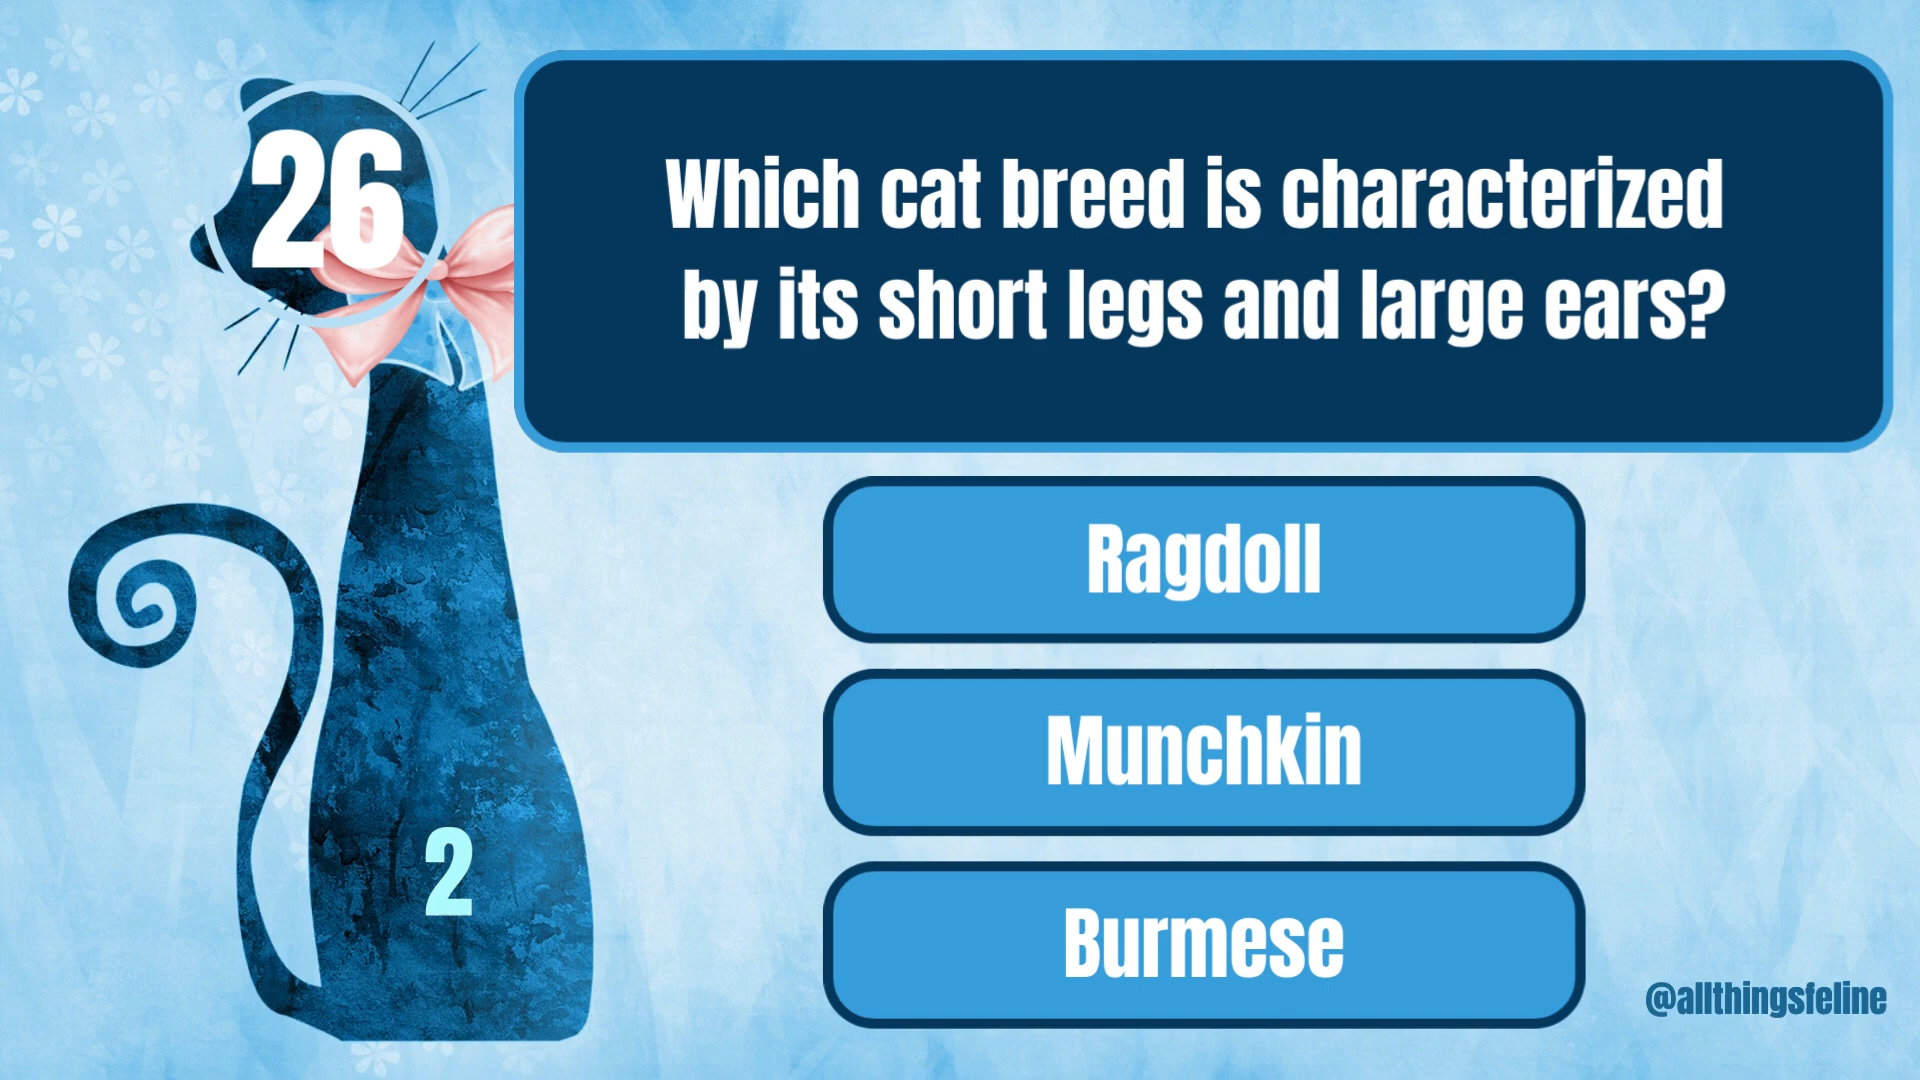 26
Which cat breed is characterized
by its short legs and large ears?
Ragdoll
Munchkin
Burmese
2
@allthingsfeline